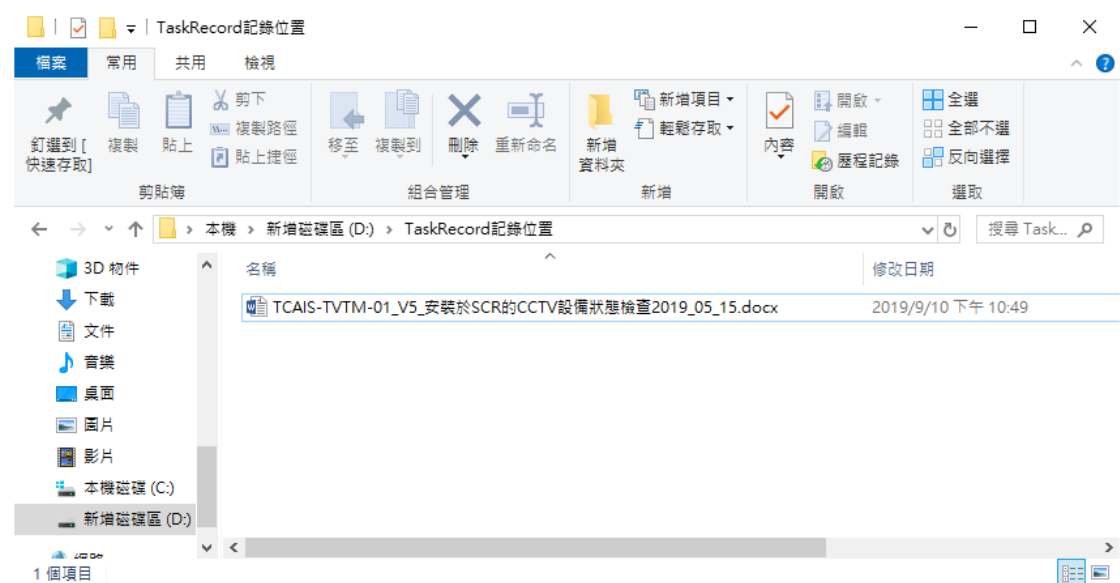 TaskRecord記錄位置
檔案 常用 共用 檢視
釘選到 [
快速存取]
複製
貼上
剪下
複製路徑
貼上捷徑
剪貼簿
移至
複製到
刪除
重新命名
組合管理
新增
資料夾
新增項目
輕鬆存取
新增
內容
開啟
編輯
歷程記錄
開啟
全選
全部不選
反向選擇
選取
本機 › 新增磁碟區 (D:) › TaskRecord記錄位置
搜尋 Task...
3D 物件
下載
文件
音樂
桌面
圖片
影片
本機磁碟 (C:)
新增磁碟區 (D:)
網路
名稱 修改日期
TCAIS-TVTM-01_V5_安裝於SCR的CCTV設備狀態檢查2019_05_15.docx 2019/9/10 下午 10:49
1 個項目